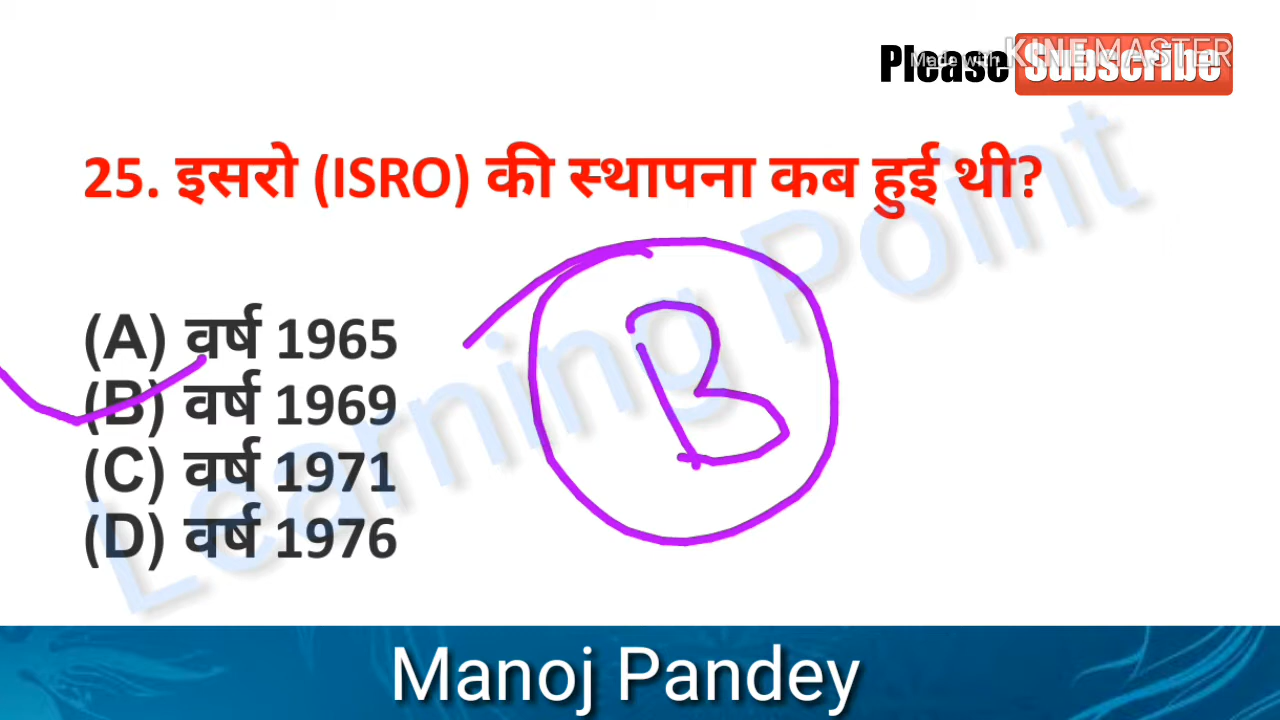 Please Subscribe
Made with KINEMASTER
25. इसरो (ISRO) की स्थापना कब हुई थी?
(A) वर्ष 1965
(B) वर्ष 1969
(C) वर्ष 1971
(D) वर्ष 1976
B
Learning Point
Manoj Pandey